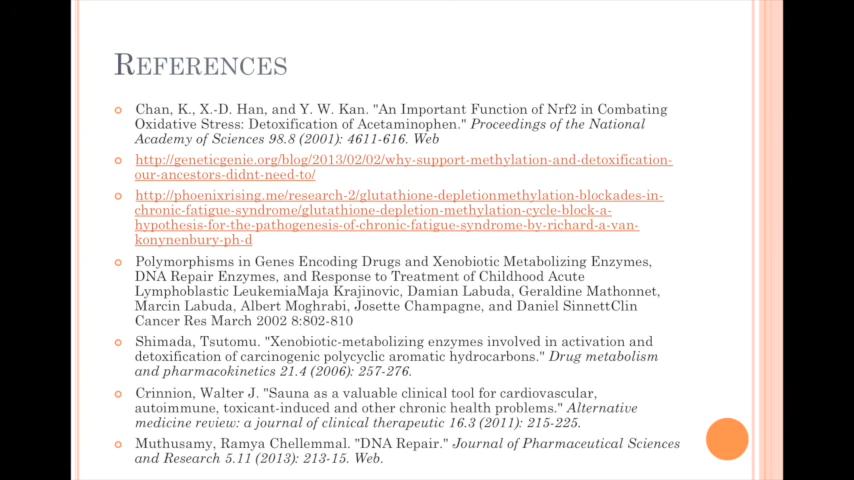 REFERENCES
Chan, K., X.-D. Han, and Y. W. Kan. "An Important Function of Nrf2 in Combating
Oxidative Stress: Detoxification of Acetaminophen." Proceedings of the National
Academy of Sciences 98.8 (2001): 4611-616. Web
http://geneticgenie.org/blog/2013/02/02/why-support-methylation-and-detoxification-
our-ancestors-didnt-need-to/
http://phoenixrising.me/research-2/glutathione-depletionmethylation-blockades-in-
chronic-fatigue-syndrome/glutathione-depletion-methylation-cycle-block-a-
hypothesis-for-the-pathogenesis-of-chronic-fatigue-syndrome-by-richard-a-van-
konynenbury-ph-d
Polymorphisms in Genes Encoding Drugs and Xenobiotic Metabolizing Enzymes,
DNA Repair Enzymes, and Response to Treatment of Childhood Acute
Lymphoblastic LeukemiaMaja Krajinovic, Damian Labuda, Geraldine Mathonnet,
Marcin Labuda, Albert Moghrabi, Josette Champagne, and Daniel SinnettClin
Cancer Res March 2002 8:802-810
Shimada, Tsutomu. "Xenobiotic-metabolizing enzymes involved in activation and
detoxification of carcinogenic polycyclic aromatic hydrocarbons." Drug metabolism
and pharmacokinetics 21.4 (2006): 257-276.
Crinnion, Walter J. "Sauna as a valuable clinical tool for cardiovascular,
autoimmune, toxicant-induced and other chronic health problems." Alternative
medicine review: a journal of clinical therapeutic 16.3 (2011): 215-225.
Muthusamy, Ramya Chellemmal. "DNA Repair." Journal of Pharmaceutical Sciences
and Research 5.11 (2013): 213-15. Web.